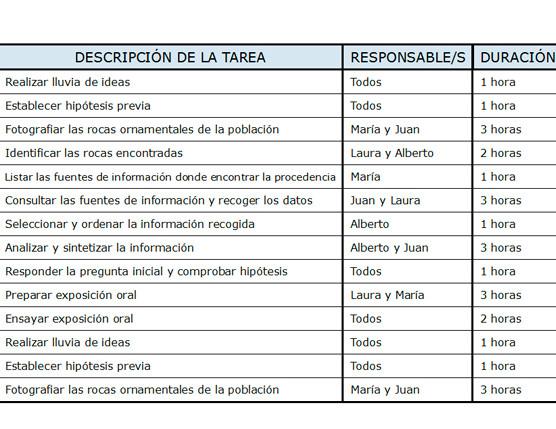 DESCRIPCIÓN DE LA TAREA RESPONSABLE/S DURACIÓN
Realizar lluvia de ideas Todos 1 hora
Establecer hipótesis previa Todos 1 hora
Fotografiar las rocas ornamentales de la población María y Juan 3 horas
Identificar las rocas encontradas Laura y Alberto 2 horas
Listar las fuentes de información donde encontrar la procedencia María 1 hora
Consultar las fuentes de información y recoger los datos Juan y Laura 3 horas
Seleccionar y ordenar la información recogida Alberto 1 hora
Analizar y sintetizar la información Alberto y Juan 3 horas
Responder la pregunta inicial y comprobar hipótesis Todos 1 hora
Preparar exposición oral Laura y María 3 horas
Ensayar exposición oral Todos 2 horas
Realizar lluvia de ideas Todos 1 hora
Establecer hipótesis previa Todos 1 hora
Fotografiar las rocas ornamentales de la población María y Juan 3 horas